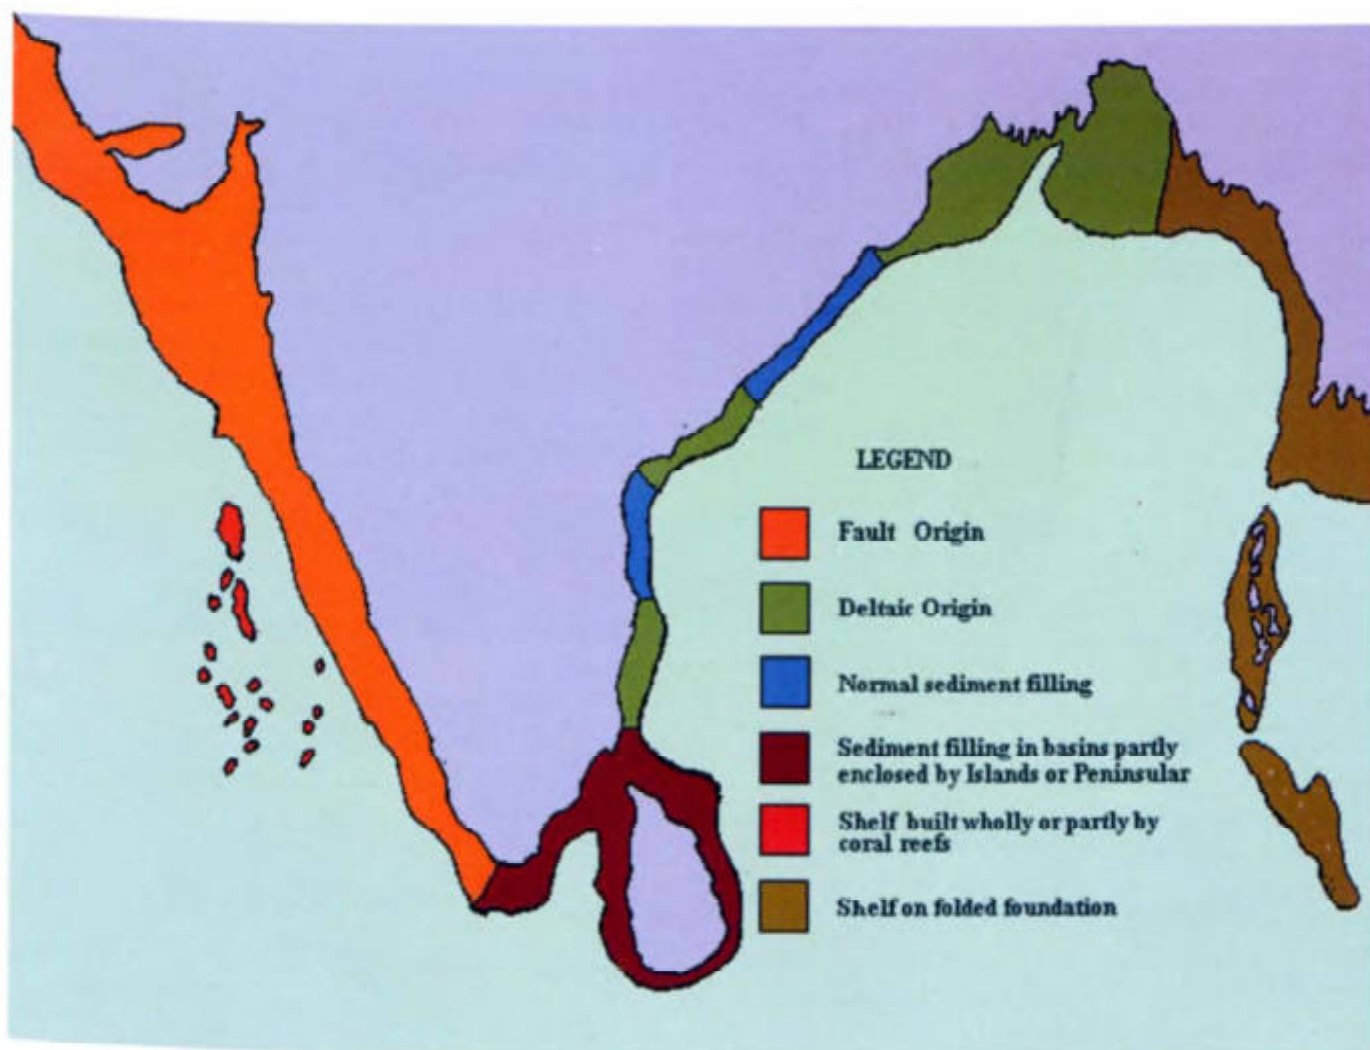 LEGEND
Fault Origin
Deltaic Origin
Normal sediment filling
Sediment filling in basins partly
enclosed by Islands or Peninsular
Shelf built wholly or partly by
coral reefs
Shelf on folded foundation